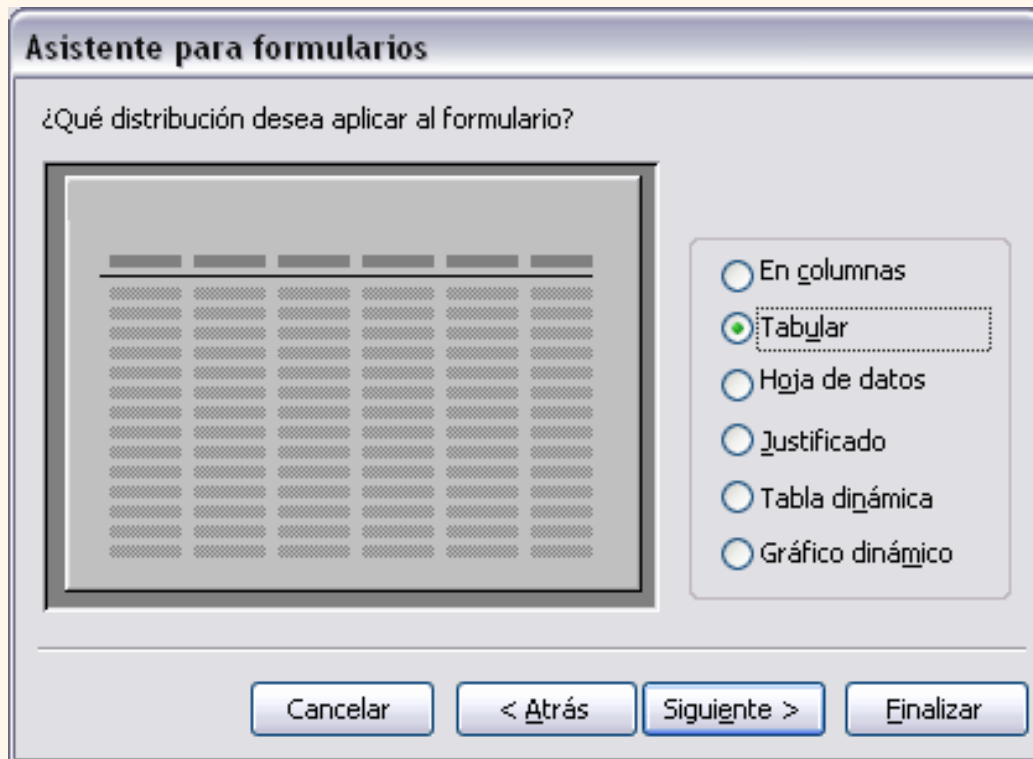 Asistente para formularios
¿Qué distribución desea aplicar al formulario?
En columnas
Tabular
Hoja de datos
Justificado
Tabla dinámica
Gráfico dinámico
Cancelar
< Atrás
Siguiente >
Finalizar